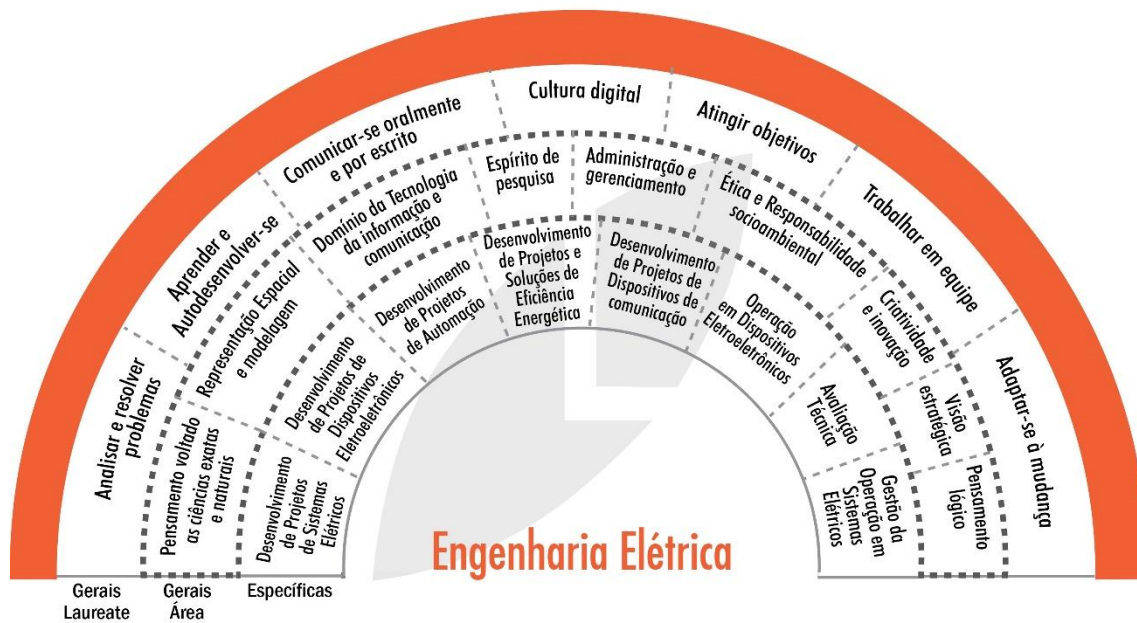 Analisar e resolver
problemas
Aprender e
Autodesenvolver-se
Comunicar-se oralmente
e por escrito
Cultura digital
Atingir objetivos
Trabalhar em equipe
Adaptar-se à mudança
Pensamento voltado
as ciências exatas
e naturais
Representação Espacial
e modelagem
Domínio da Tecnologia
da informação e
comunicação
Espírito de
pesquisa
Administração e
gerenciamento
Ética e Responsabilidade
socioambiental
Criatividade
e inovação
Visão
estratégica
Pensamento
lógico
Desenvolvimento
de Projetos
de Sistemas
Elétricos
Desenvolvimento
de Projetos de
Dispositivos
Eletroeletrônicos
Desenvolvimento
de Projetos
de Automação
Desenvolvimento
de Projetos e
Soluções de
Eficiência
Energética
Desenvolvimento
de Projetos de
Dispositivos de
comunicação
Operação
em Dispositivos
Eletroeletrônicos
Avaliação
Técnica
Gestão da
Operação em
Sistemas
Elétricos
Engenharia Elétrica
Gerais
Laureate
Gerais
Área
Específicas